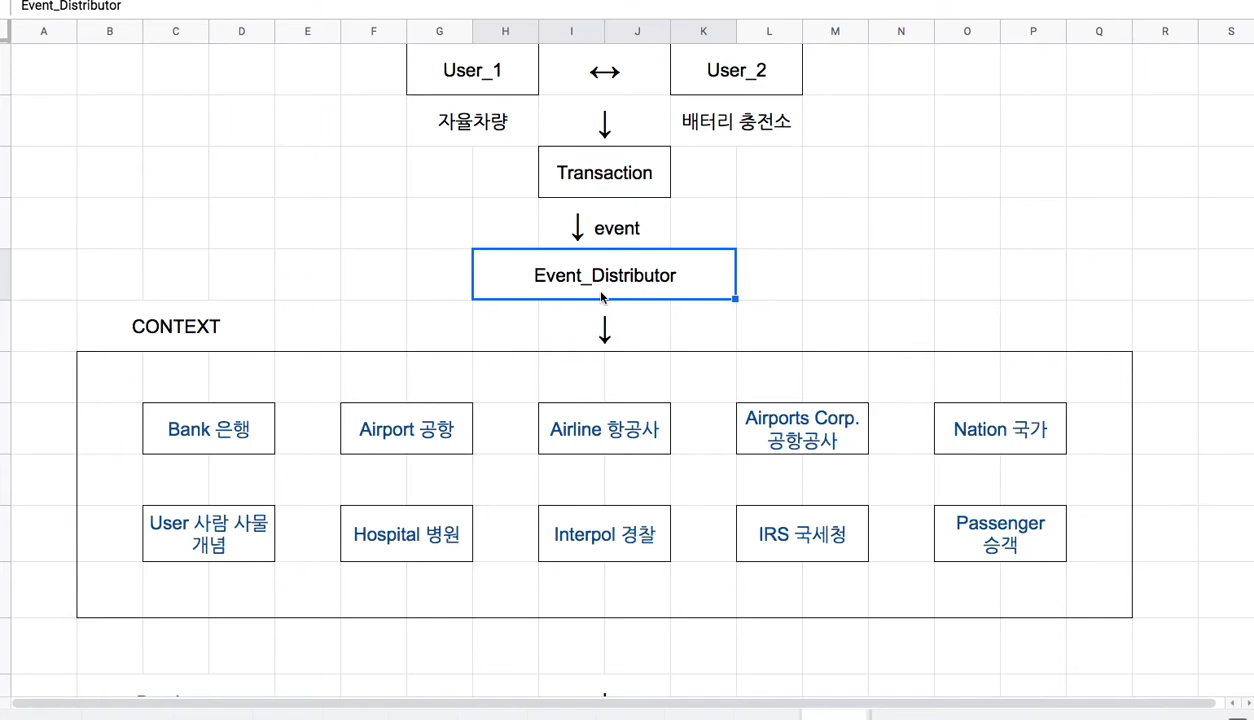 Event_Distributor
A B C D E F G H I J K L M N O P Q R S
User_1 ↔ User_2
자율차량 ↓ 배터리 충전소
Transaction
↓ event
Event_Distributor
CONTEXT ↓
Bank 은행
Airport 공항
Airline 항공사
Airports Corp.
공항공사
Nation 국가
User 사람 사물
개념
Hospital 병원
Interpol 경찰
IRS 국세청
Passenger
승객